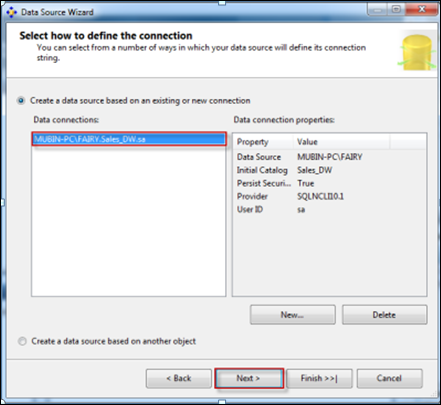 Data Source Wizard
Select how to define the connection
You can select from a number of ways in which your data source will define its connection
string.
Create a data source based on an existing or new connection
Data connections:
Data connection properties:
MUBIN-PC\FAIRY.Sales_DW.sa
Property Value
Data Source MUBIN-PC\FAIRY
Initial Catalog Sales_DW
Persist Securi... True
Provider SQLNCLI10.1
User ID sa
New...
Delete
Create a data source based on another object
< Back
Next >
Finish >>|
Cancel